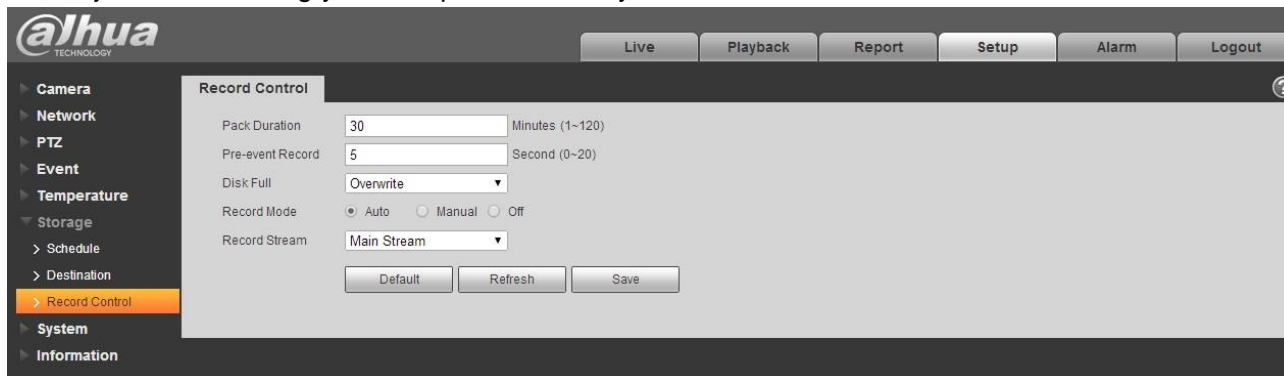 alhua
TECHNOLOGY
Live Playback Report Setup Alarm Logout
Camera
Network
PTZ
Event
Temperature
Storage
> Schedule
> Destination
> Record Control
System
Information
Record Control
?
Pack Duration 30 Minutes (1~120)
Pre-event Record 5 Second (0~20)
Disk Full Overwrite
Record Mode Auto Manual Off
Record Stream Main Stream
Default Refresh Save